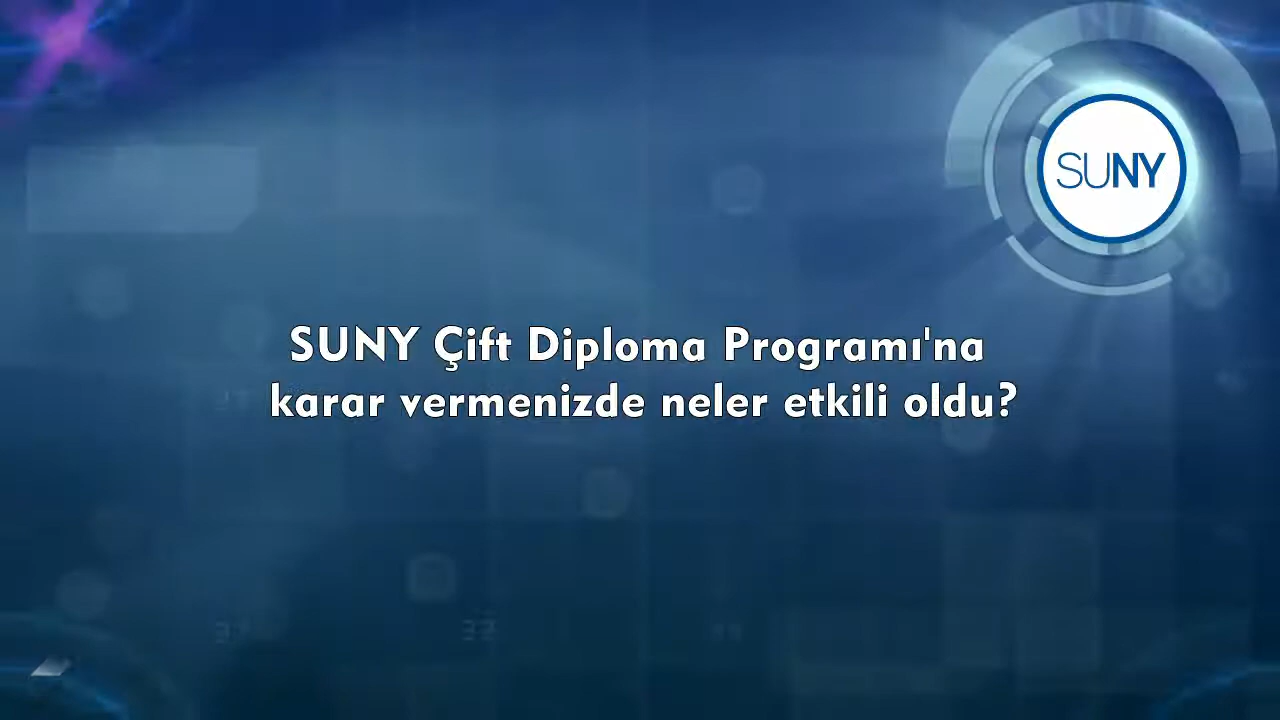 SUNY
SUNY Çift Diploma Programı'na
karar vermenizde neler etkili oldu?